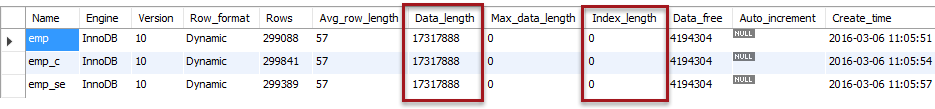 Name Engine Version Row_format Rows Avg_row_length Data_length Max_data_length Index_length Data_free Auto_increment Create_time
emp InnoDB 10 Dynamic 299088 57 17317888 0 0 4194304 NULL 2016-03-06 11:05:51
emp_c InnoDB 10 Dynamic 299841 57 17317888 0 0 4194304 NULL 2016-03-06 11:05:54
emp_se InnoDB 10 Dynamic 299389 57 17317888 0 0 4194304 NULL 2016-03-06 11:05:57